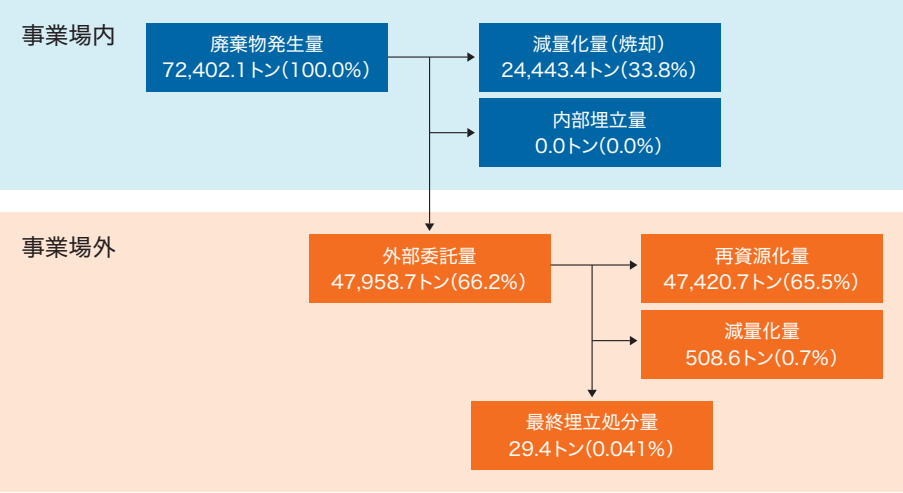 事業場内
廃棄物発生量
72,402.1トン(100.0%)
減量化量(焼却)
24,443.4トン(33.8%)
内部埋立量
0.0トン(0.0%)
事業場外
外部委託量
47,958.7トン(66.2%)
再資源化量
47,420.7トン(65.5%)
減量化量
508.6トン(0.7%)
最終埋立処分量
29.4トン(0.041%)